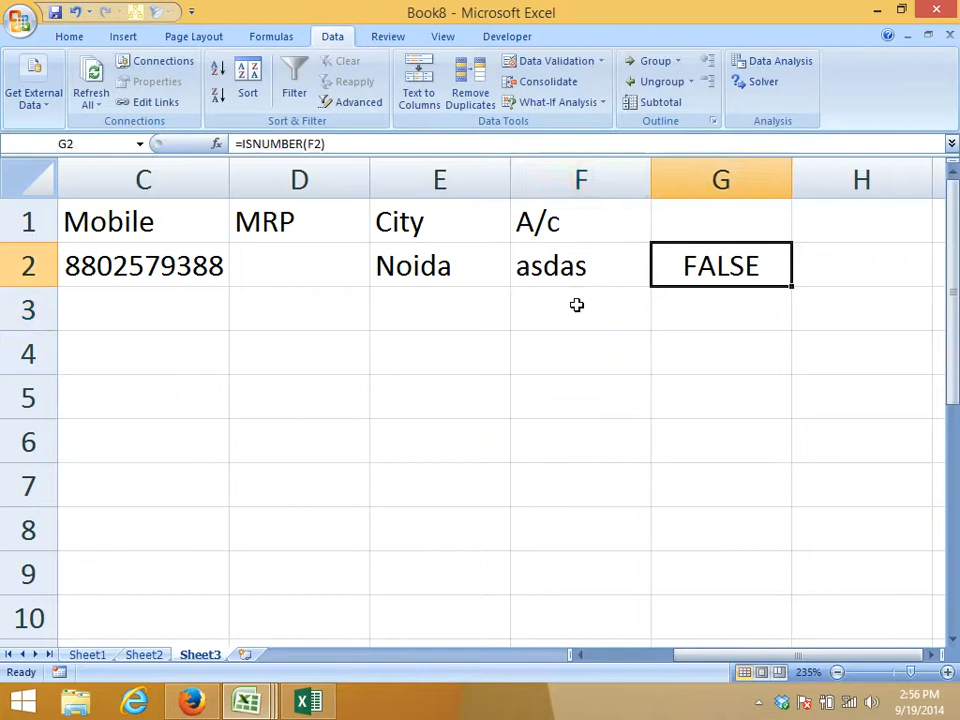 Book8 - Microsoft Excel
Home Insert Page Layout Formulas Data Review View Developer
Get External Data
Refresh All
Connections
Properties
Edit Links
Connections
Sort
Filter
Clear
Reapply
Advanced
Sort & Filter
Text to Columns
Remove Duplicates
Data Validation
Consolidate
What-If Analysis
Data Tools
Group
Ungroup
Subtotal
Outline
Data Analysis
Solver
Analysis
G2 fx =ISNUMBER(F2)
C D E F G H
1 Mobile MRP City A/c
2 8802579388 Noida asdas FALSE
3
4
5
6
7
8
9
10
Sheet1 Sheet2 Sheet3
Ready 235%
2:56 PM
9/19/2014